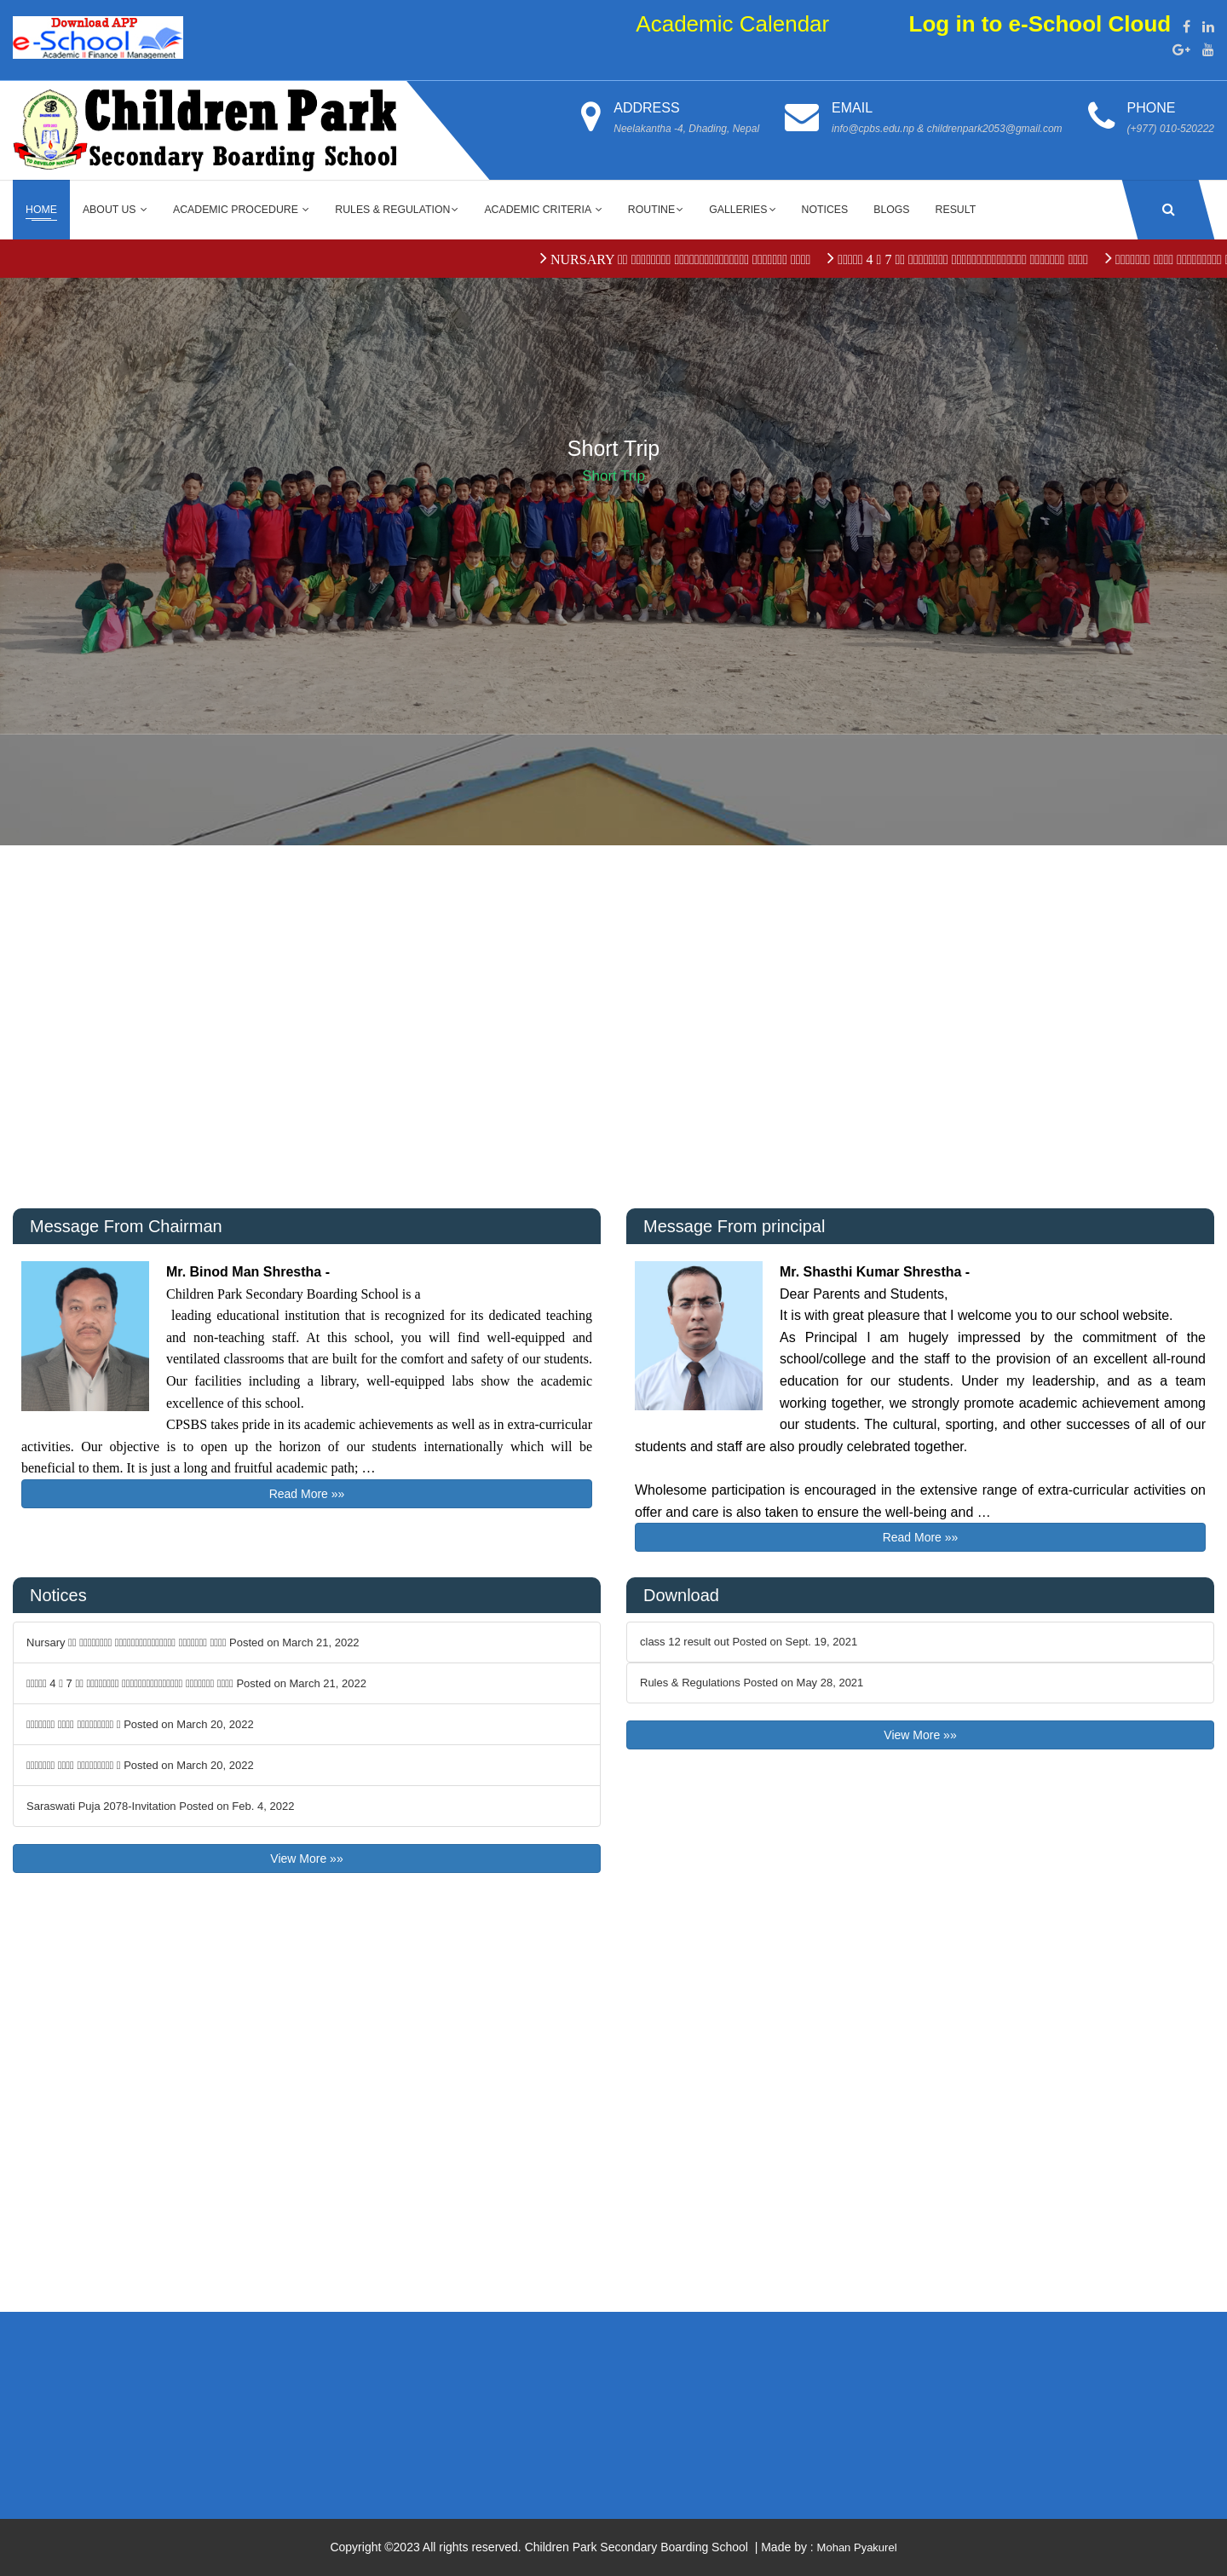 Download APP
e-School
Academic || Finance || Management
Academic Calendar
Log in to e-School Cloud
Children Park
Secondary Boarding School
ADDRESS
Neelakantha -4, Dhading, Nepal
EMAIL
info@cpbs.edu.np & childrenpark2053@gmail.com
PHONE
(+977) 010-520222
HOME ABOUT US ACADEMIC PROCEDURE RULES & REGULATION ACADEMIC CRITERIA ROUTINE GALLERIES NOTICES BLOGS RESULT
NURSARY 4 7
Short Trip
Short Trip
Message From Chairman
Mr. Binod Man Shrestha -
Children Park Secondary Boarding School is a
leading educational institution that is recognized for its dedicated teaching
and non-teaching staff. At this school, you will find well-equipped and
ventilated classrooms that are built for the comfort and safety of our students.
Our facilities including a library, well-equipped labs show the academic
excellence of this school.
CPSBS takes pride in its academic achievements as well as in extra-curricular
activities. Our objective is to open up the horizon of our students internationally which will be
beneficial to them. It is just a long and fruitful academic path; …
Read More »»
Message From principal
Mr. Shasthi Kumar Shrestha -
Dear Parents and Students,
It is with great pleasure that I welcome you to our school website.
As Principal I am hugely impressed by the commitment of the
school/college and the staff to the provision of an excellent all-round
education for our students. Under my leadership, and as a team
working together, we strongly promote academic achievement among
our students. The cultural, sporting, and other successes of all of our
students and staff are also proudly celebrated together.
Wholesome participation is encouraged in the extensive range of extra-curricular activities on
offer and care is also taken to ensure the well-being and …
Read More »»
Notices
Nursary Posted on March 21, 2022
4 7 Posted on March 21, 2022
Posted on March 20, 2022
Posted on March 20, 2022
Saraswati Puja 2078-Invitation Posted on Feb. 4, 2022
View More »»
Download
class 12 result out Posted on Sept. 19, 2021
Rules & Regulations Posted on May 28, 2021
View More »»
Copyright ©2023 All rights reserved. Children Park Secondary Boarding School | Made by : Mohan Pyakurel